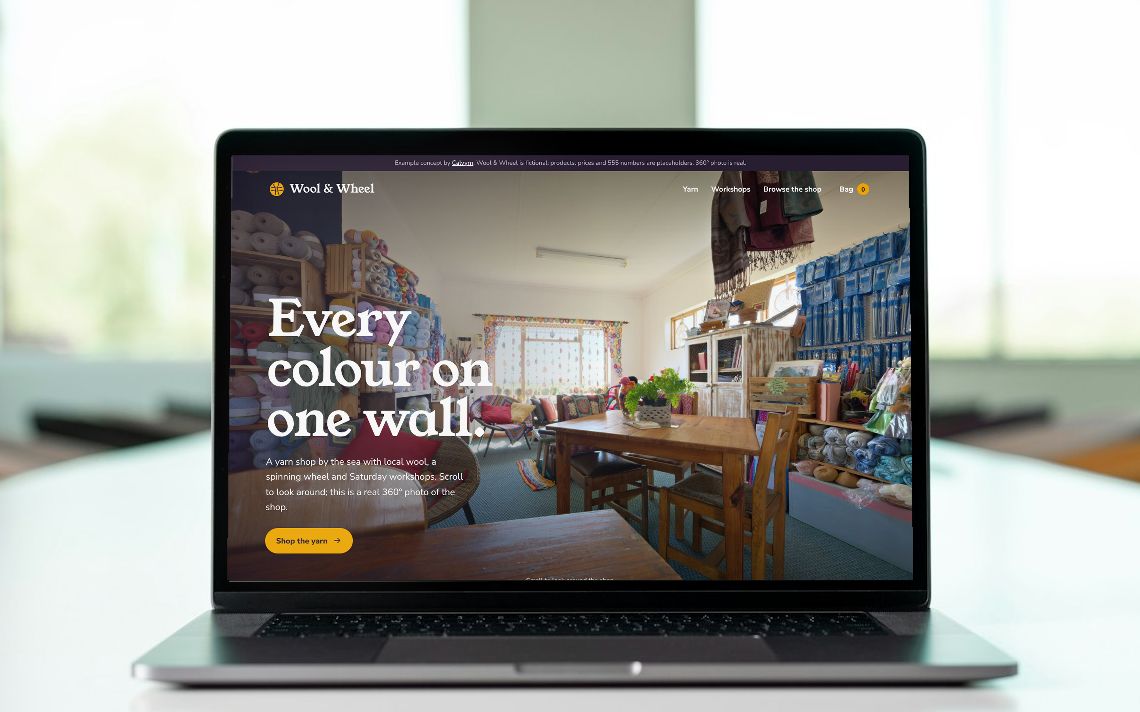 Example concept by Calvyn. Wool & Wheel is fictional; products, prices and 555 numbers are placeholders. 360° photo is real.
Wool & Wheel
Yarn Workshops Browse the shop Bag 0
Every
colour on
one wall.
A yarn shop by the sea with local wool, a
spinning wheel and Saturday workshops. Scroll
to look around; this is a real 360° photo of the
shop.
Shop the yarn →